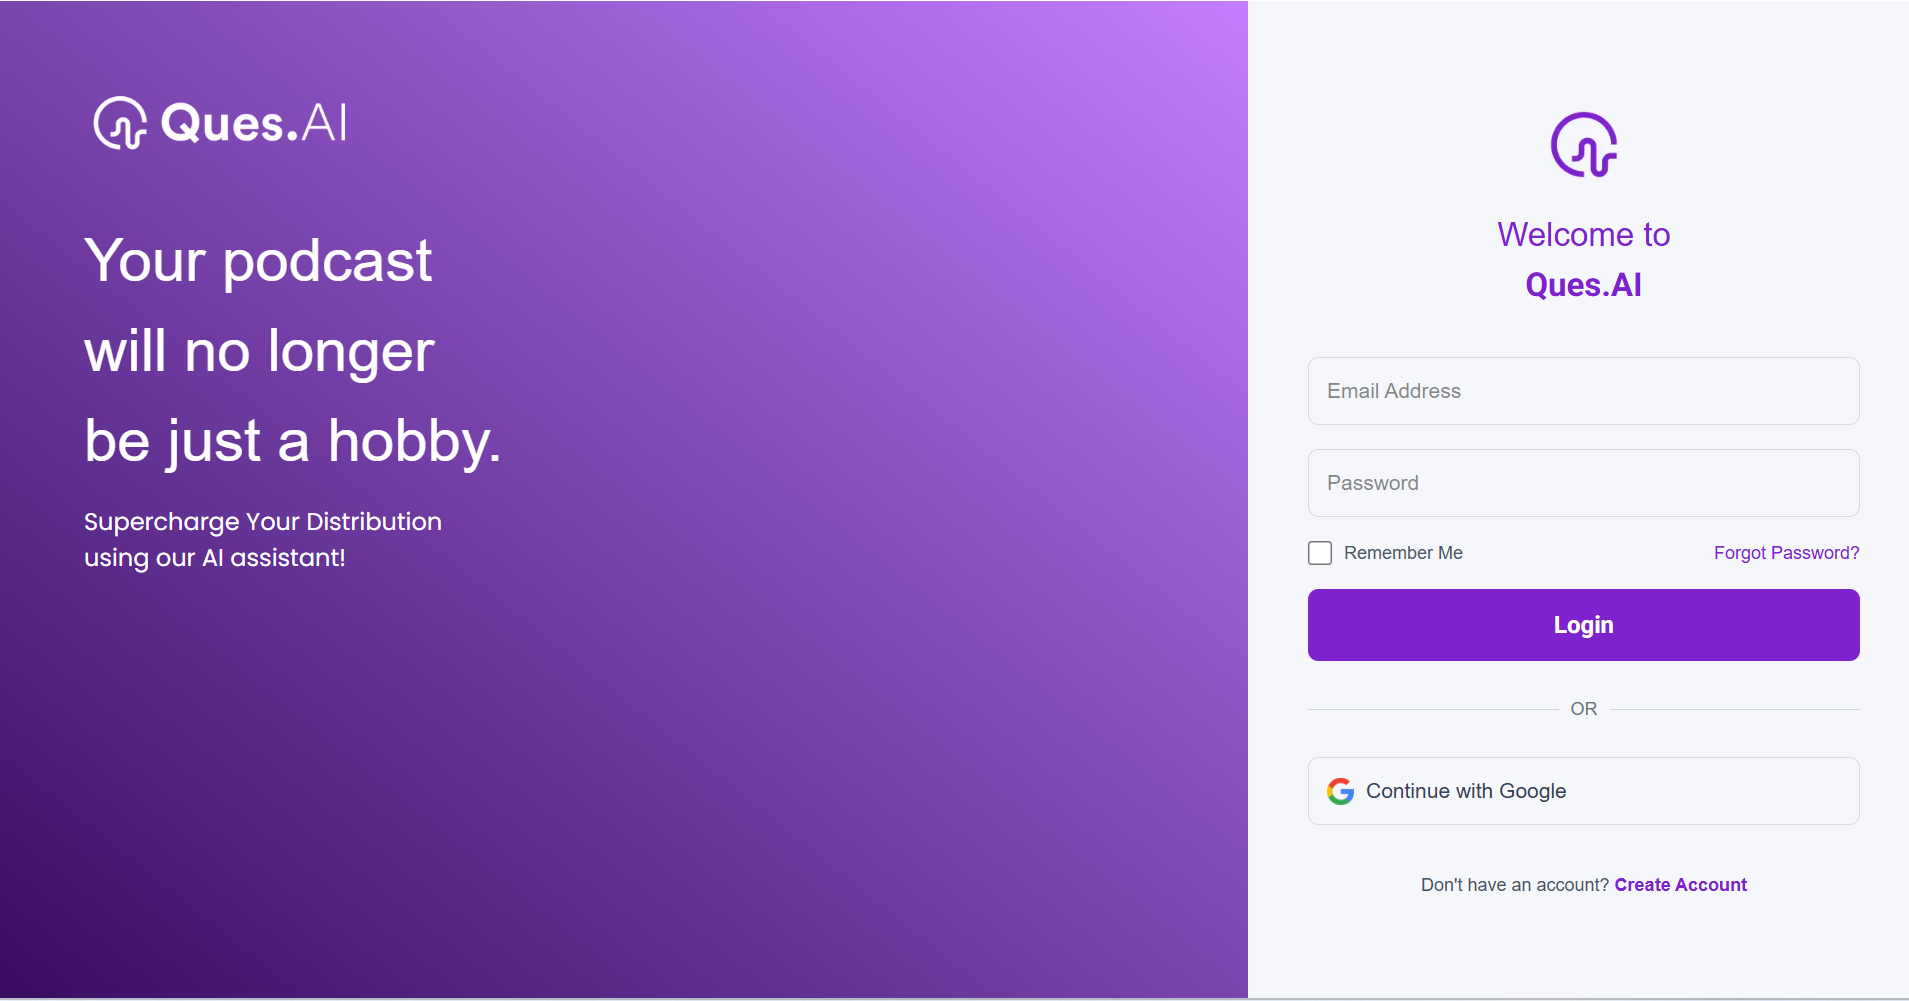 Ques.AI
Your podcast
will no longer
be just a hobby.
Supercharge Your Distribution
using our AI assistant!
Welcome to
Ques.AI
Email Address
Password
Remember Me
Forgot Password?
Login
OR
Continue with Google
Don't have an account? Create Account